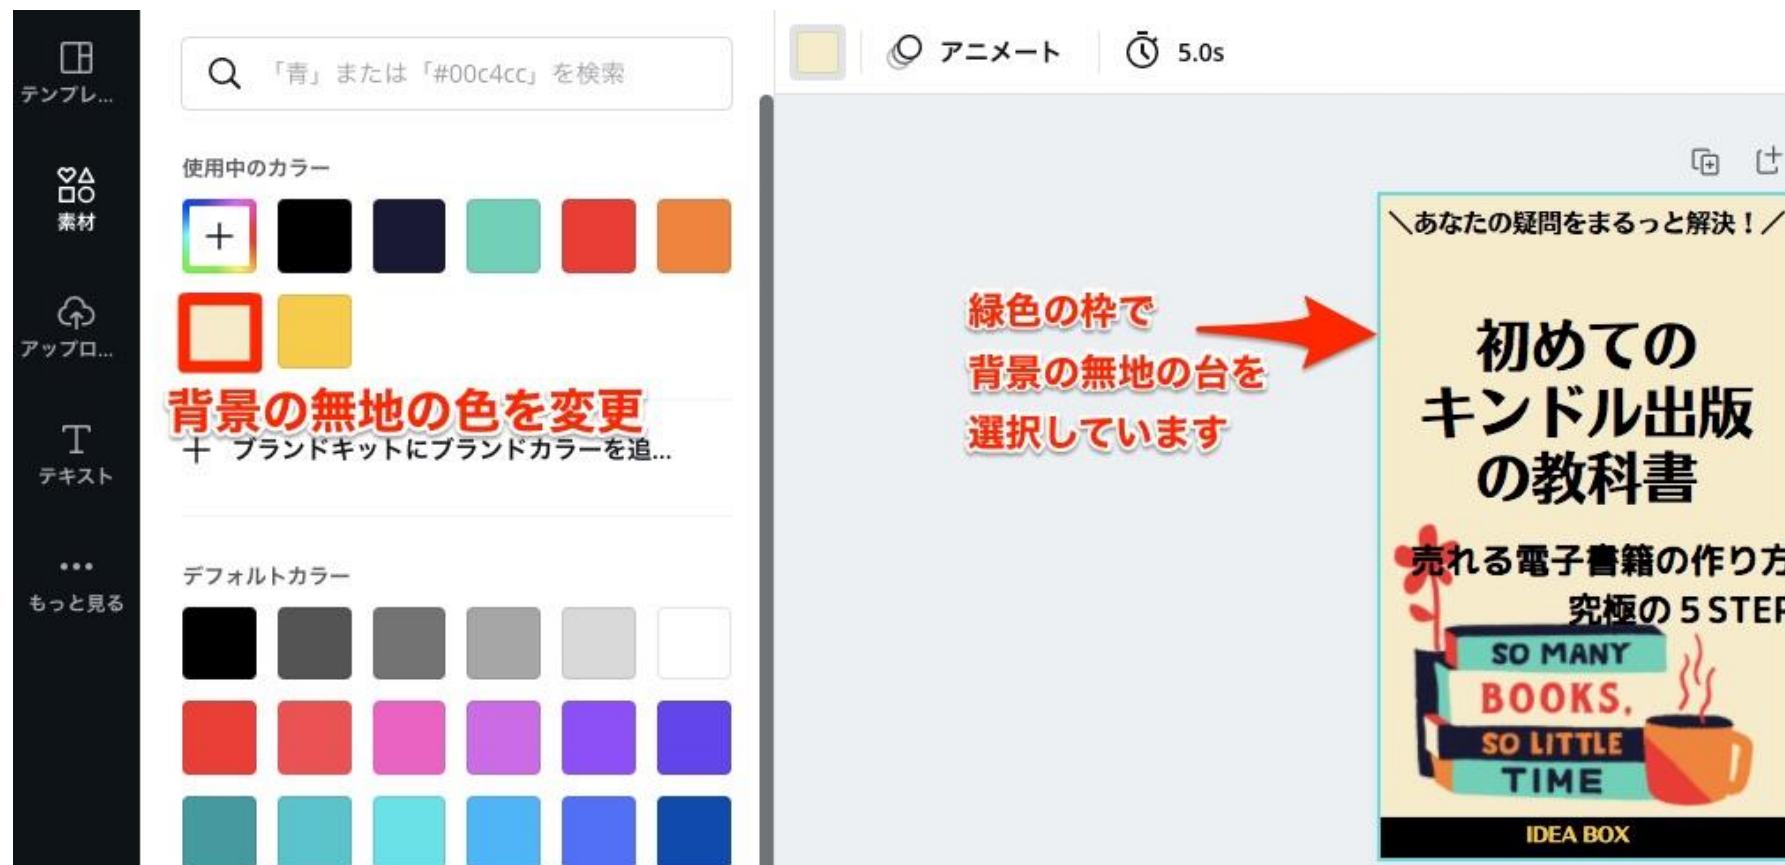 テンプレ...
素材
アップロ...
テキスト
もっと見る
「青」または「#00c4cc」を検索
使用中のカラー
背景の無地の色を変更
ブランドキットにブランドカラーを追...
デフォルトカラー
アニメート
5.0s
緑色の枠で
背景の無地の台を
選択しています
＼あなたの疑問をまるっと解決！／
初めての
キンドル出版
の教科書
売れる電子書籍の作り方
究極の５STEP
SO MANY
BOOKS,
SO LITTLE
TIME
IDEA BOX